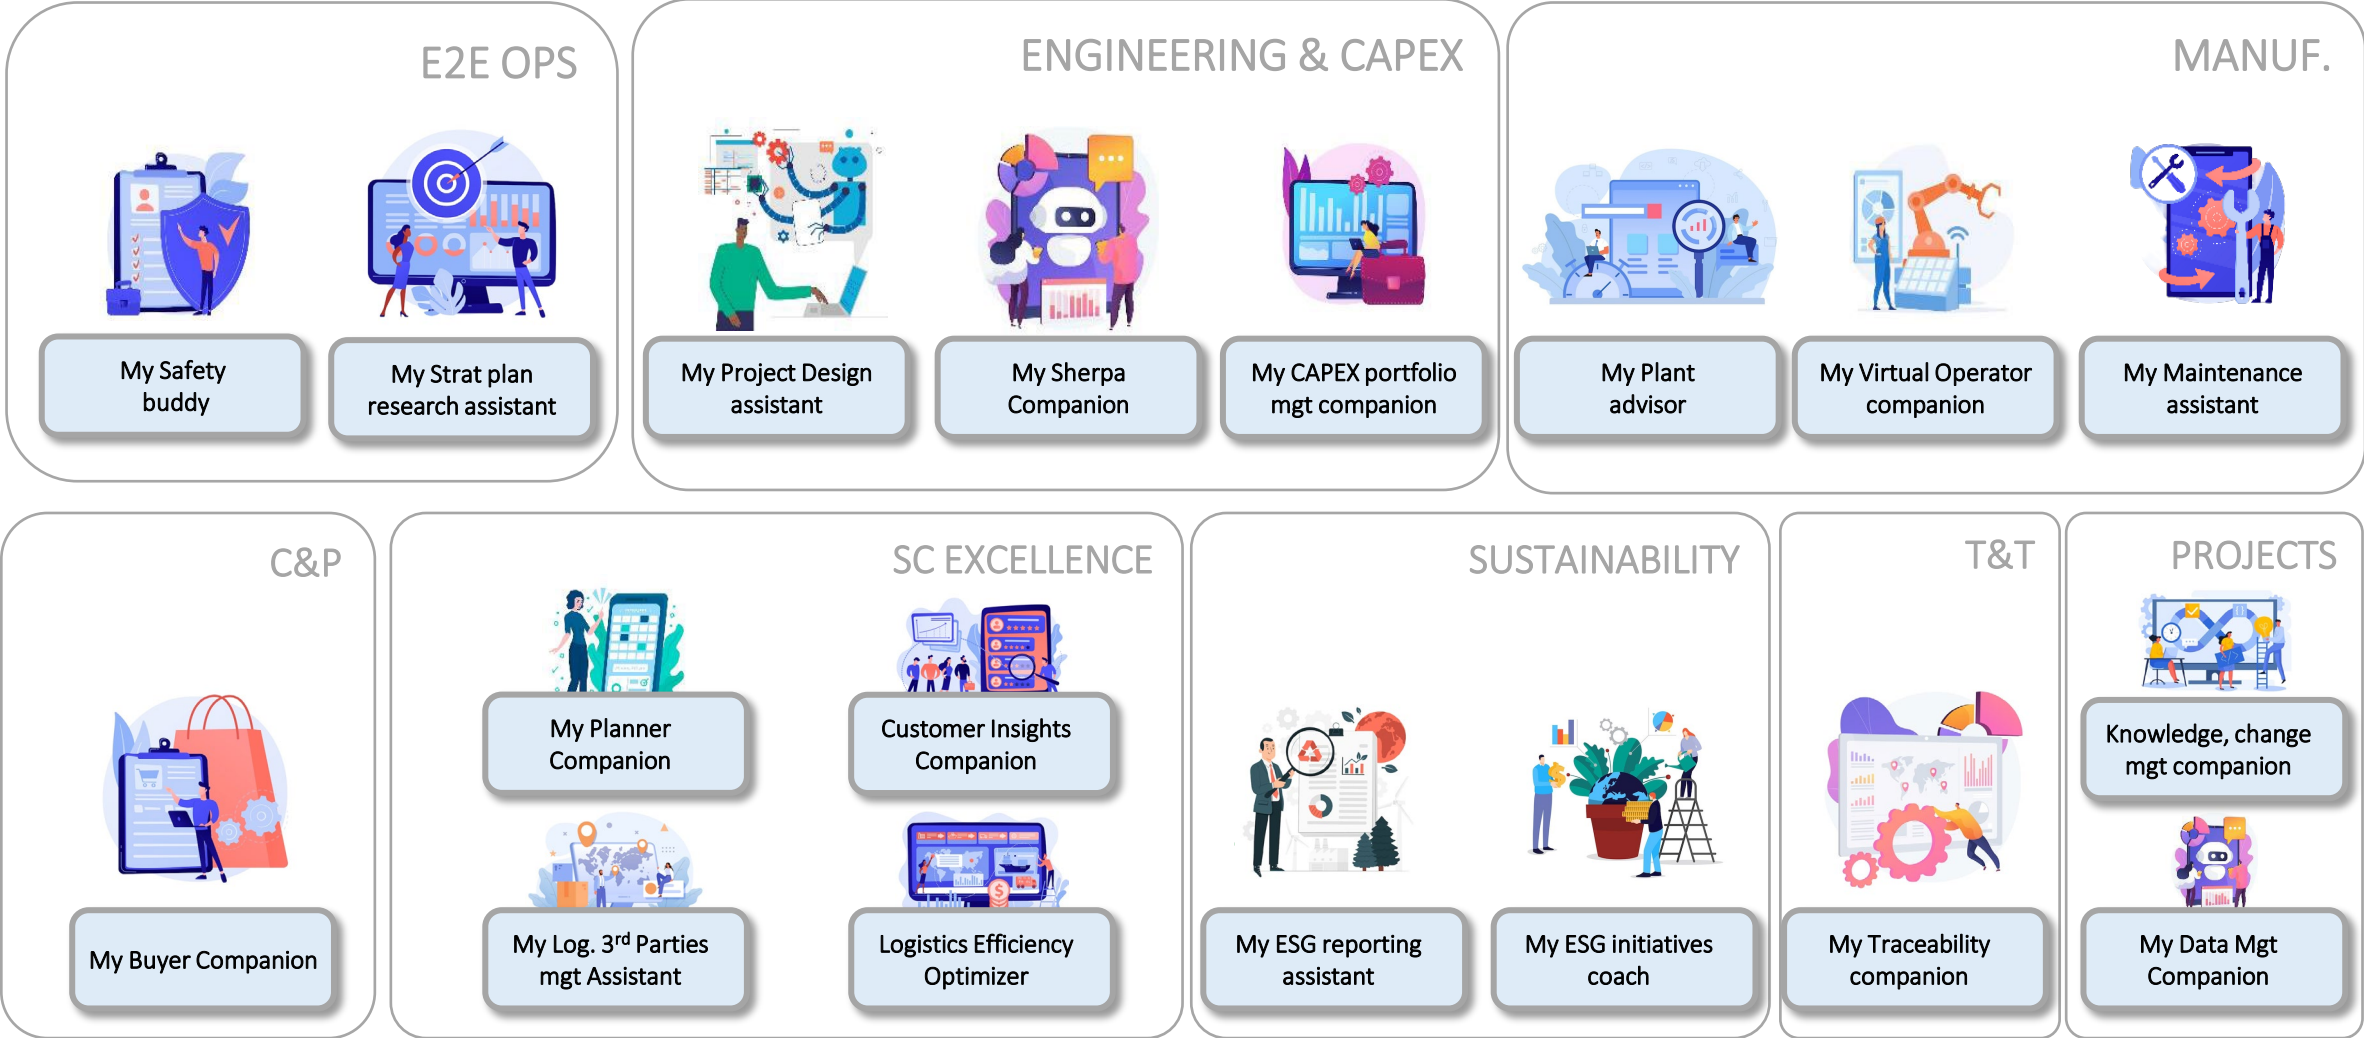 E2E OPS
My Safety
buddy
My Strat plan
research assistant
ENGINEERING & CAPEX
My Project Design
assistant
My Sherpa
Companion
My CAPEX portfolio
mgt companion
MANUF.
My Plant
advisor
My Virtual Operator
companion
My Maintenance
assistant
C&P
My Buyer Companion
SC EXCELLENCE
My Planner
Companion
Customer Insights
Companion
My Log. 3rd Parties
mgt Assistant
Logistics Efficiency
Optimizer
SUSTAINABILITY
My ESG reporting
assistant
My ESG initiatives
coach
T&T
My Traceability
companion
PROJECTS
Knowledge, change
mgt companion
My Data Mgt
Companion